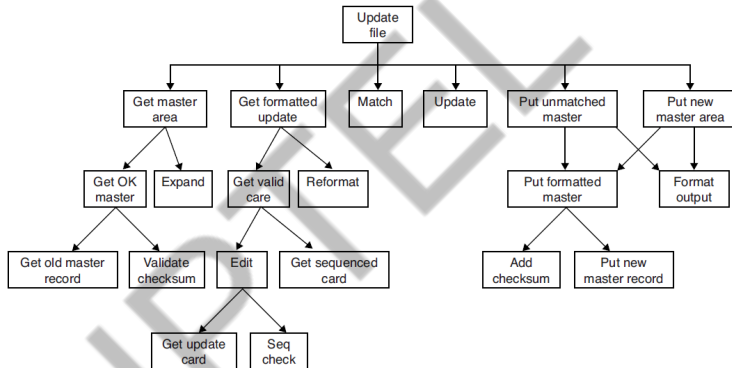 Update
file
Get master
area
Get formatted
update
Match
Update
Put unmatched
master
Put new
master area
Get OK
master
Expand
Get valid
care
Reformat
Put formatted
master
Format
output
Get old master
record
Validate
checksum
Edit
Get sequenced
card
Add
checksum
Put new
master record
Get update
card
Seq
check